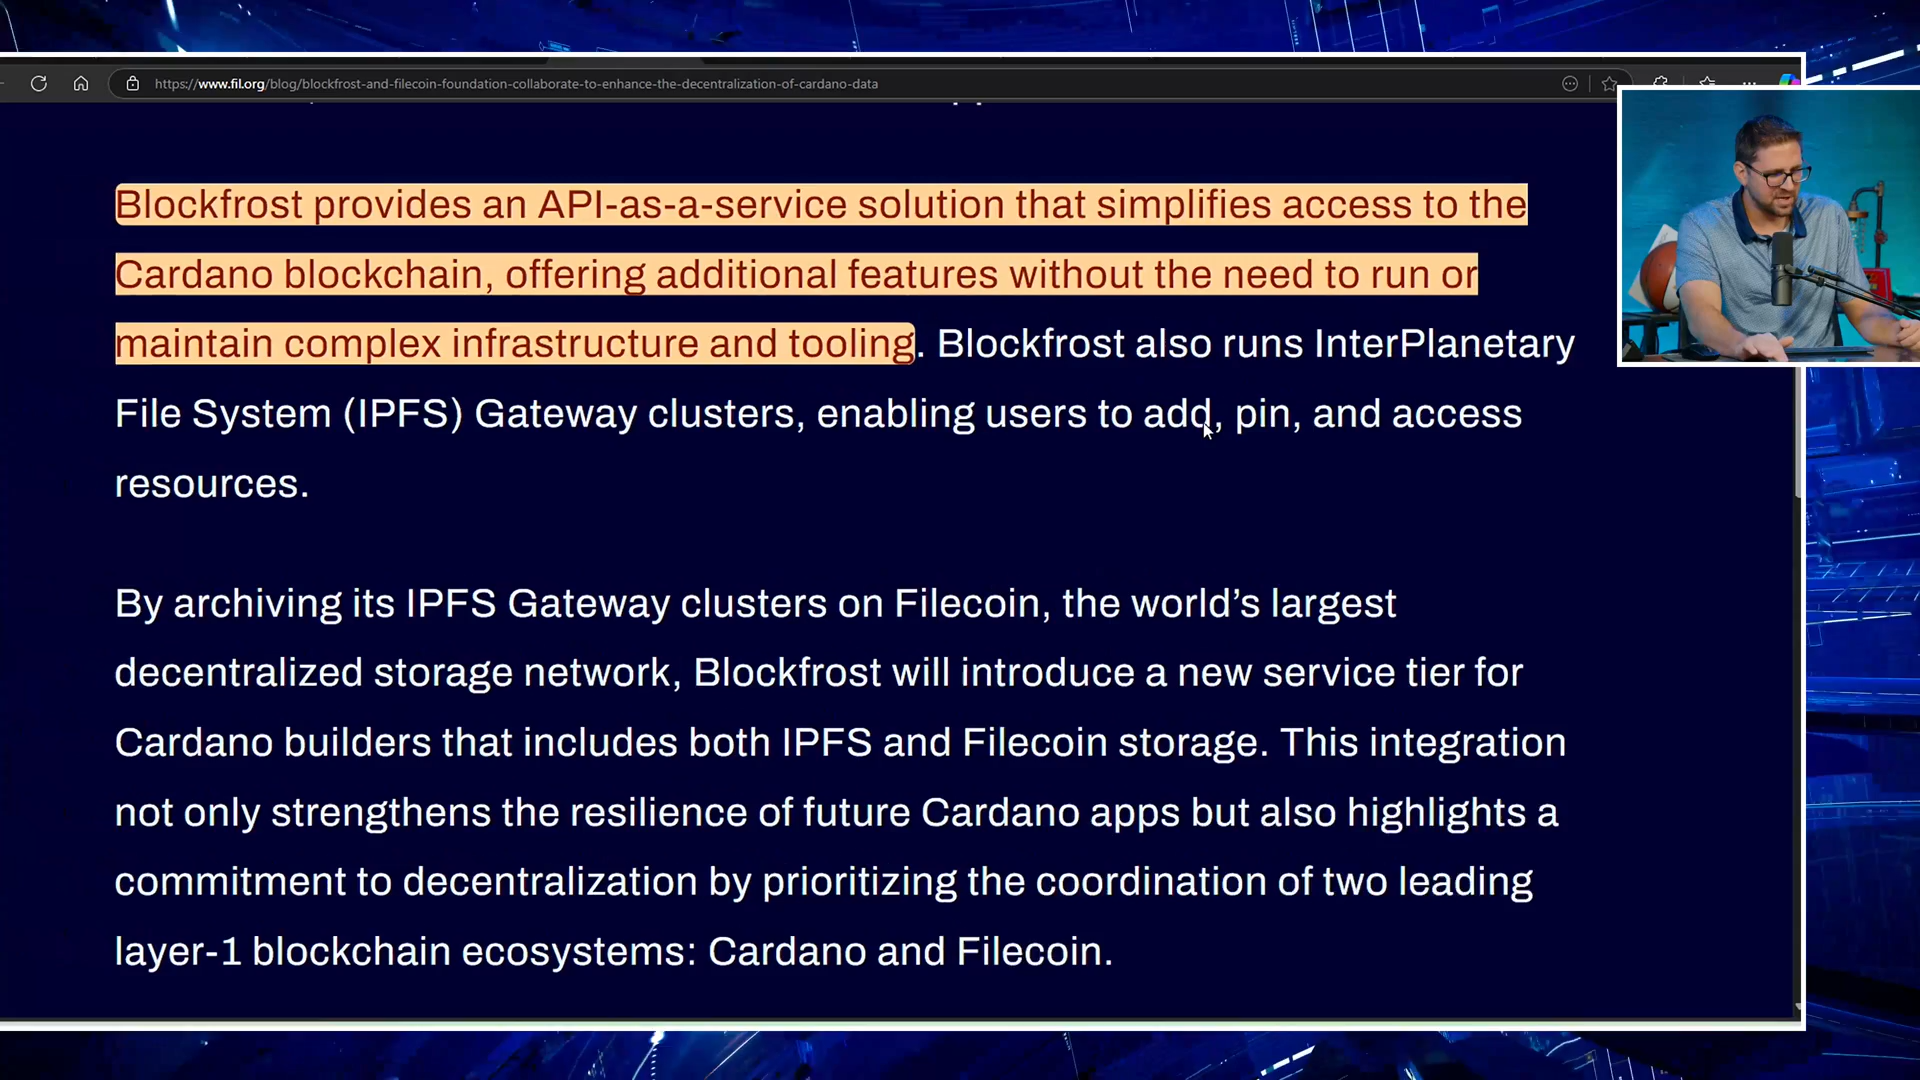 https://www.fil.org/blog/blockfrost-and-filecoin-foundation-collaborate-to-enhance-the-decentralization-of-cardano-data
Blockfrost provides an API-as-a-service solution that simplifies access to the
Cardano blockchain, offering additional features without the need to run or
maintain complex infrastructure and tooling. Blockfrost also runs InterPlanetary
File System (IPFS) Gateway clusters, enabling users to add, pin, and access
resources.
By archiving its IPFS Gateway clusters on Filecoin, the world’s largest
decentralized storage network, Blockfrost will introduce a new service tier for
Cardano builders that includes both IPFS and Filecoin storage. This integration
not only strengthens the resilience of future Cardano apps but also highlights a
commitment to decentralization by prioritizing the coordination of two leading
layer-1 blockchain ecosystems: Cardano and Filecoin.